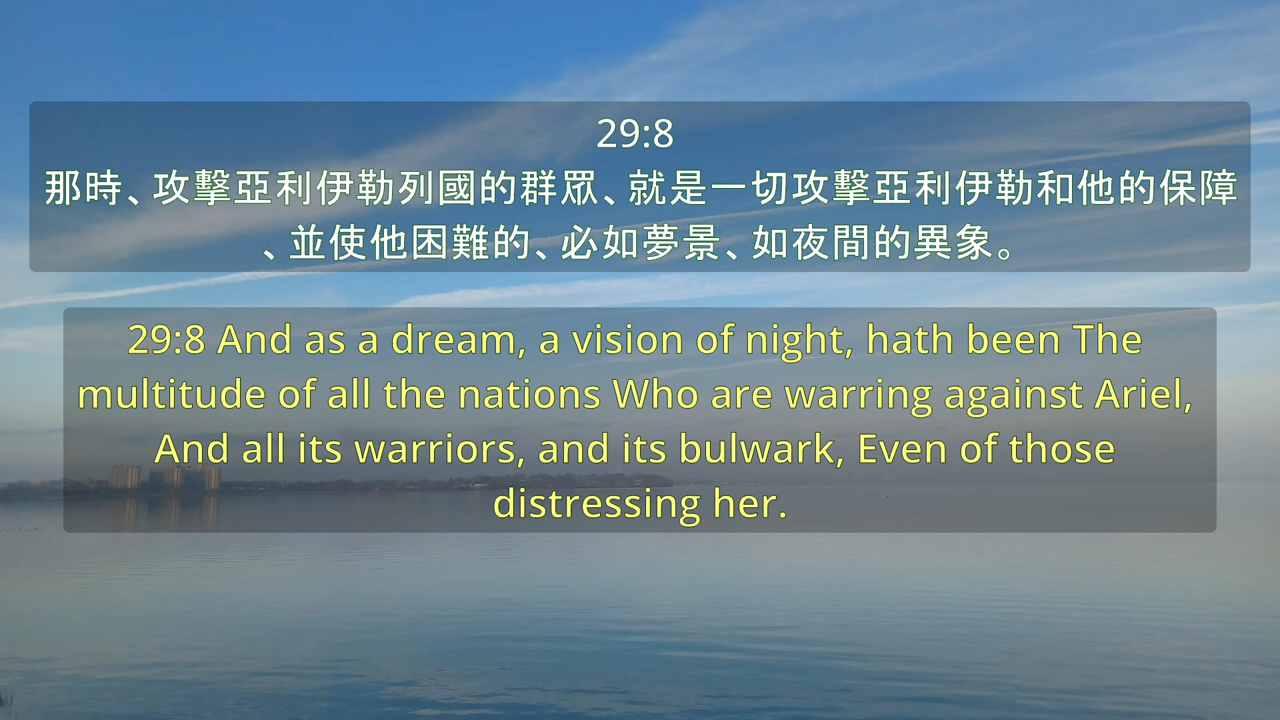 29:8
那時、攻擊亞利伊勒列國的群眾、就是一切攻擊亞利伊勒和他的保障
、並使他困難的、必如夢景、如夜間的異象。
29:8 And as a dream, a vision of night, hath been The
multitude of all the nations Who are warring against Ariel,
And all its warriors, and its bulwark, Even of those
distressing her.